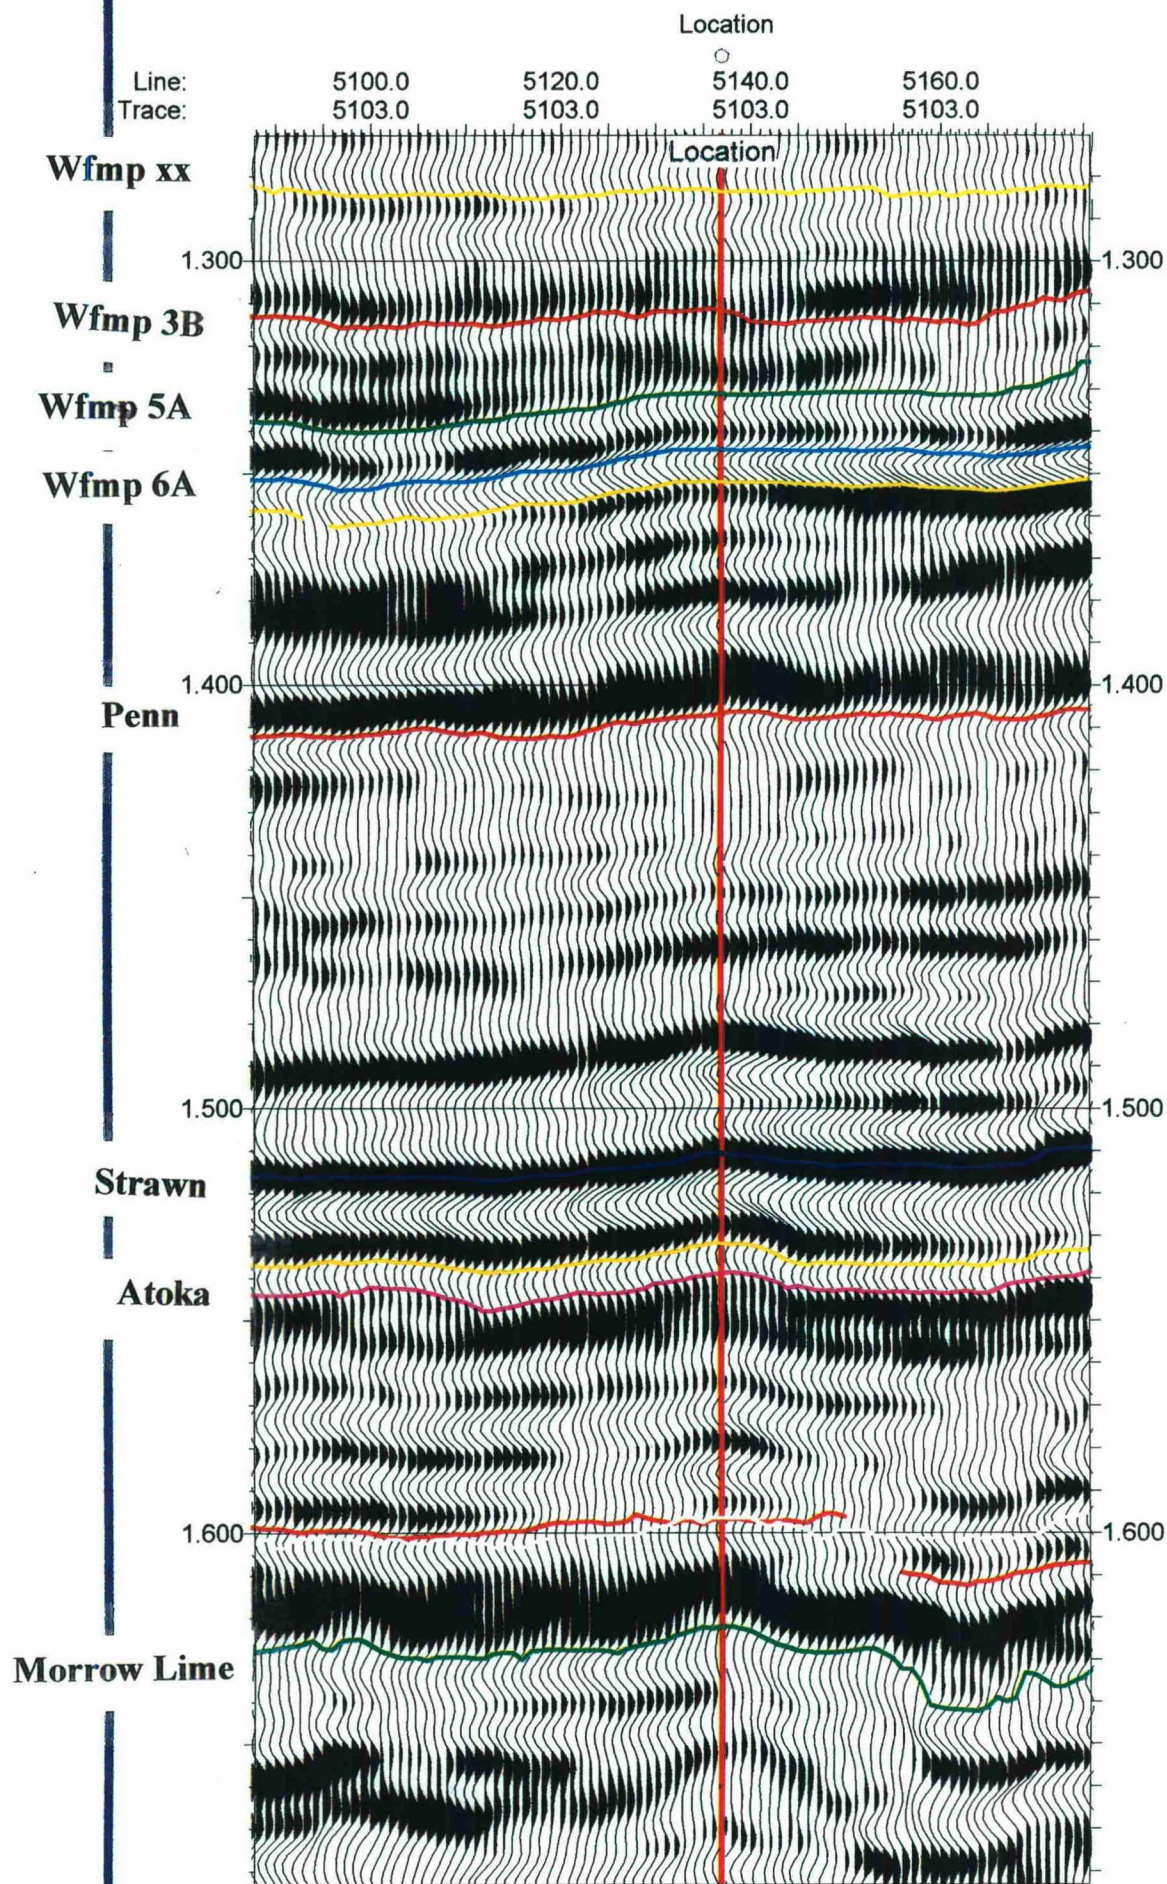 Location
Line: 5100.0 5120.0 5140.0 5160.0
Trace: 5103.0 5103.0 5103.0 5103.0
Location
Wfmp xx
1.300 1.300
Wfmp 3B
Wfmp 5A
Wfmp 6A
1.400 1.400
Penn
1.500 1.500
Strawn
Atoka
1.600 1.600
Morrow Lime